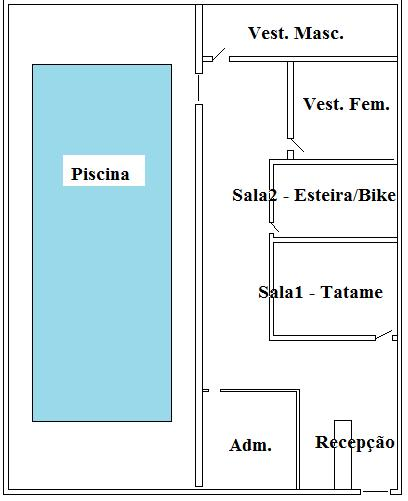 Vest. Masc.
Vest. Fem.
Piscina
Sala2 - Esteira/Bike
Sala1 - Tatame
Adm.
Recepção